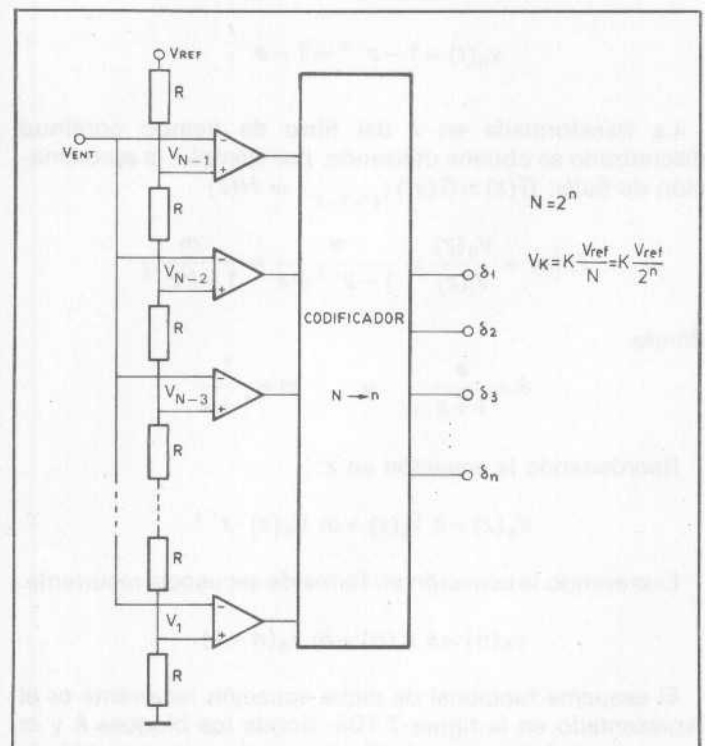 VREF
R
VENT
VN-1
-
+
R
VN-2
-
+
R
VN-3
-
+
R
R
V1
-
+
R
CODIFICADOR
N → n
δ1
δ2
δ3
δn
N=2^n
VK=K Vref/N=K Vref/2^n